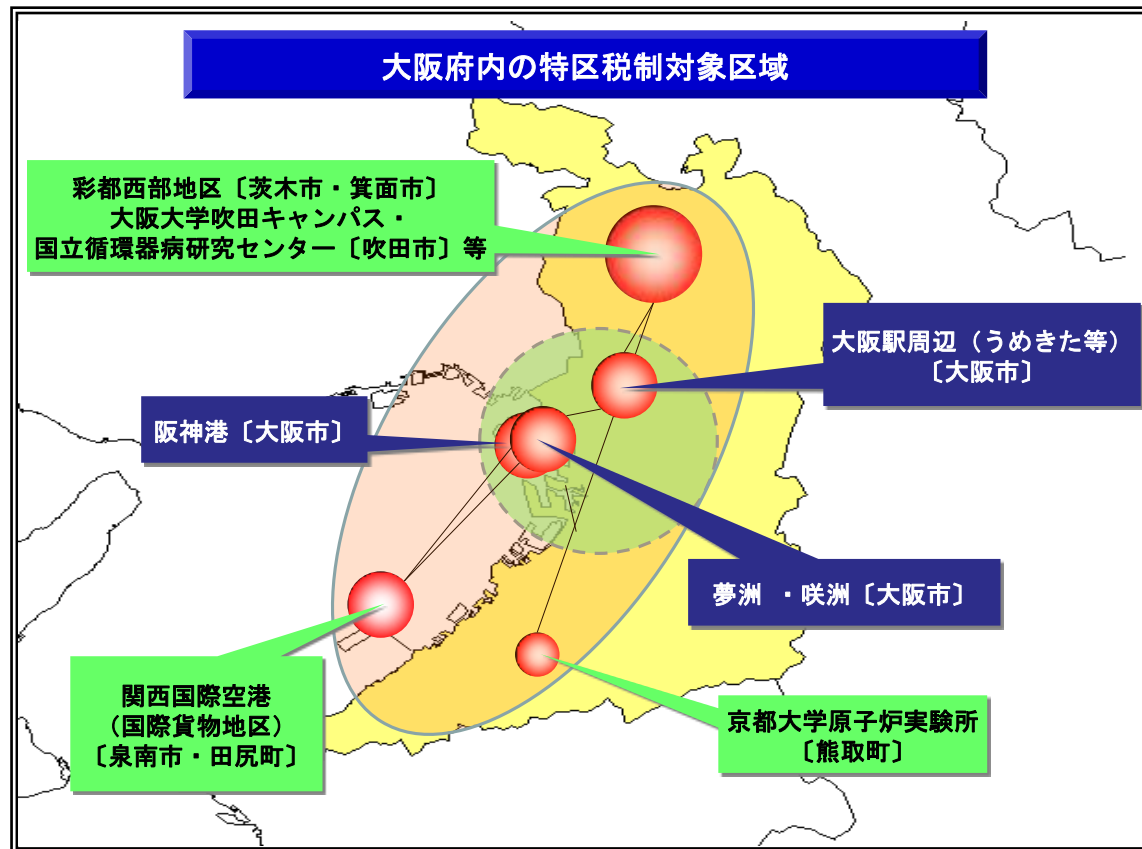 大阪府内の特区税制対象区域
彩都西部地区〔茨木市・箕面市〕
大阪大学吹田キャンパス・
国立循環器病研究センター〔吹田市〕等
大阪駅周辺（うめきた等）
〔大阪市〕
阪神港〔大阪市〕
夢洲 ・咲洲〔大阪市〕
関西国際空港
（国際貨物地区）
〔泉南市・田尻町〕
京都大学原子炉実験所
〔熊取町〕